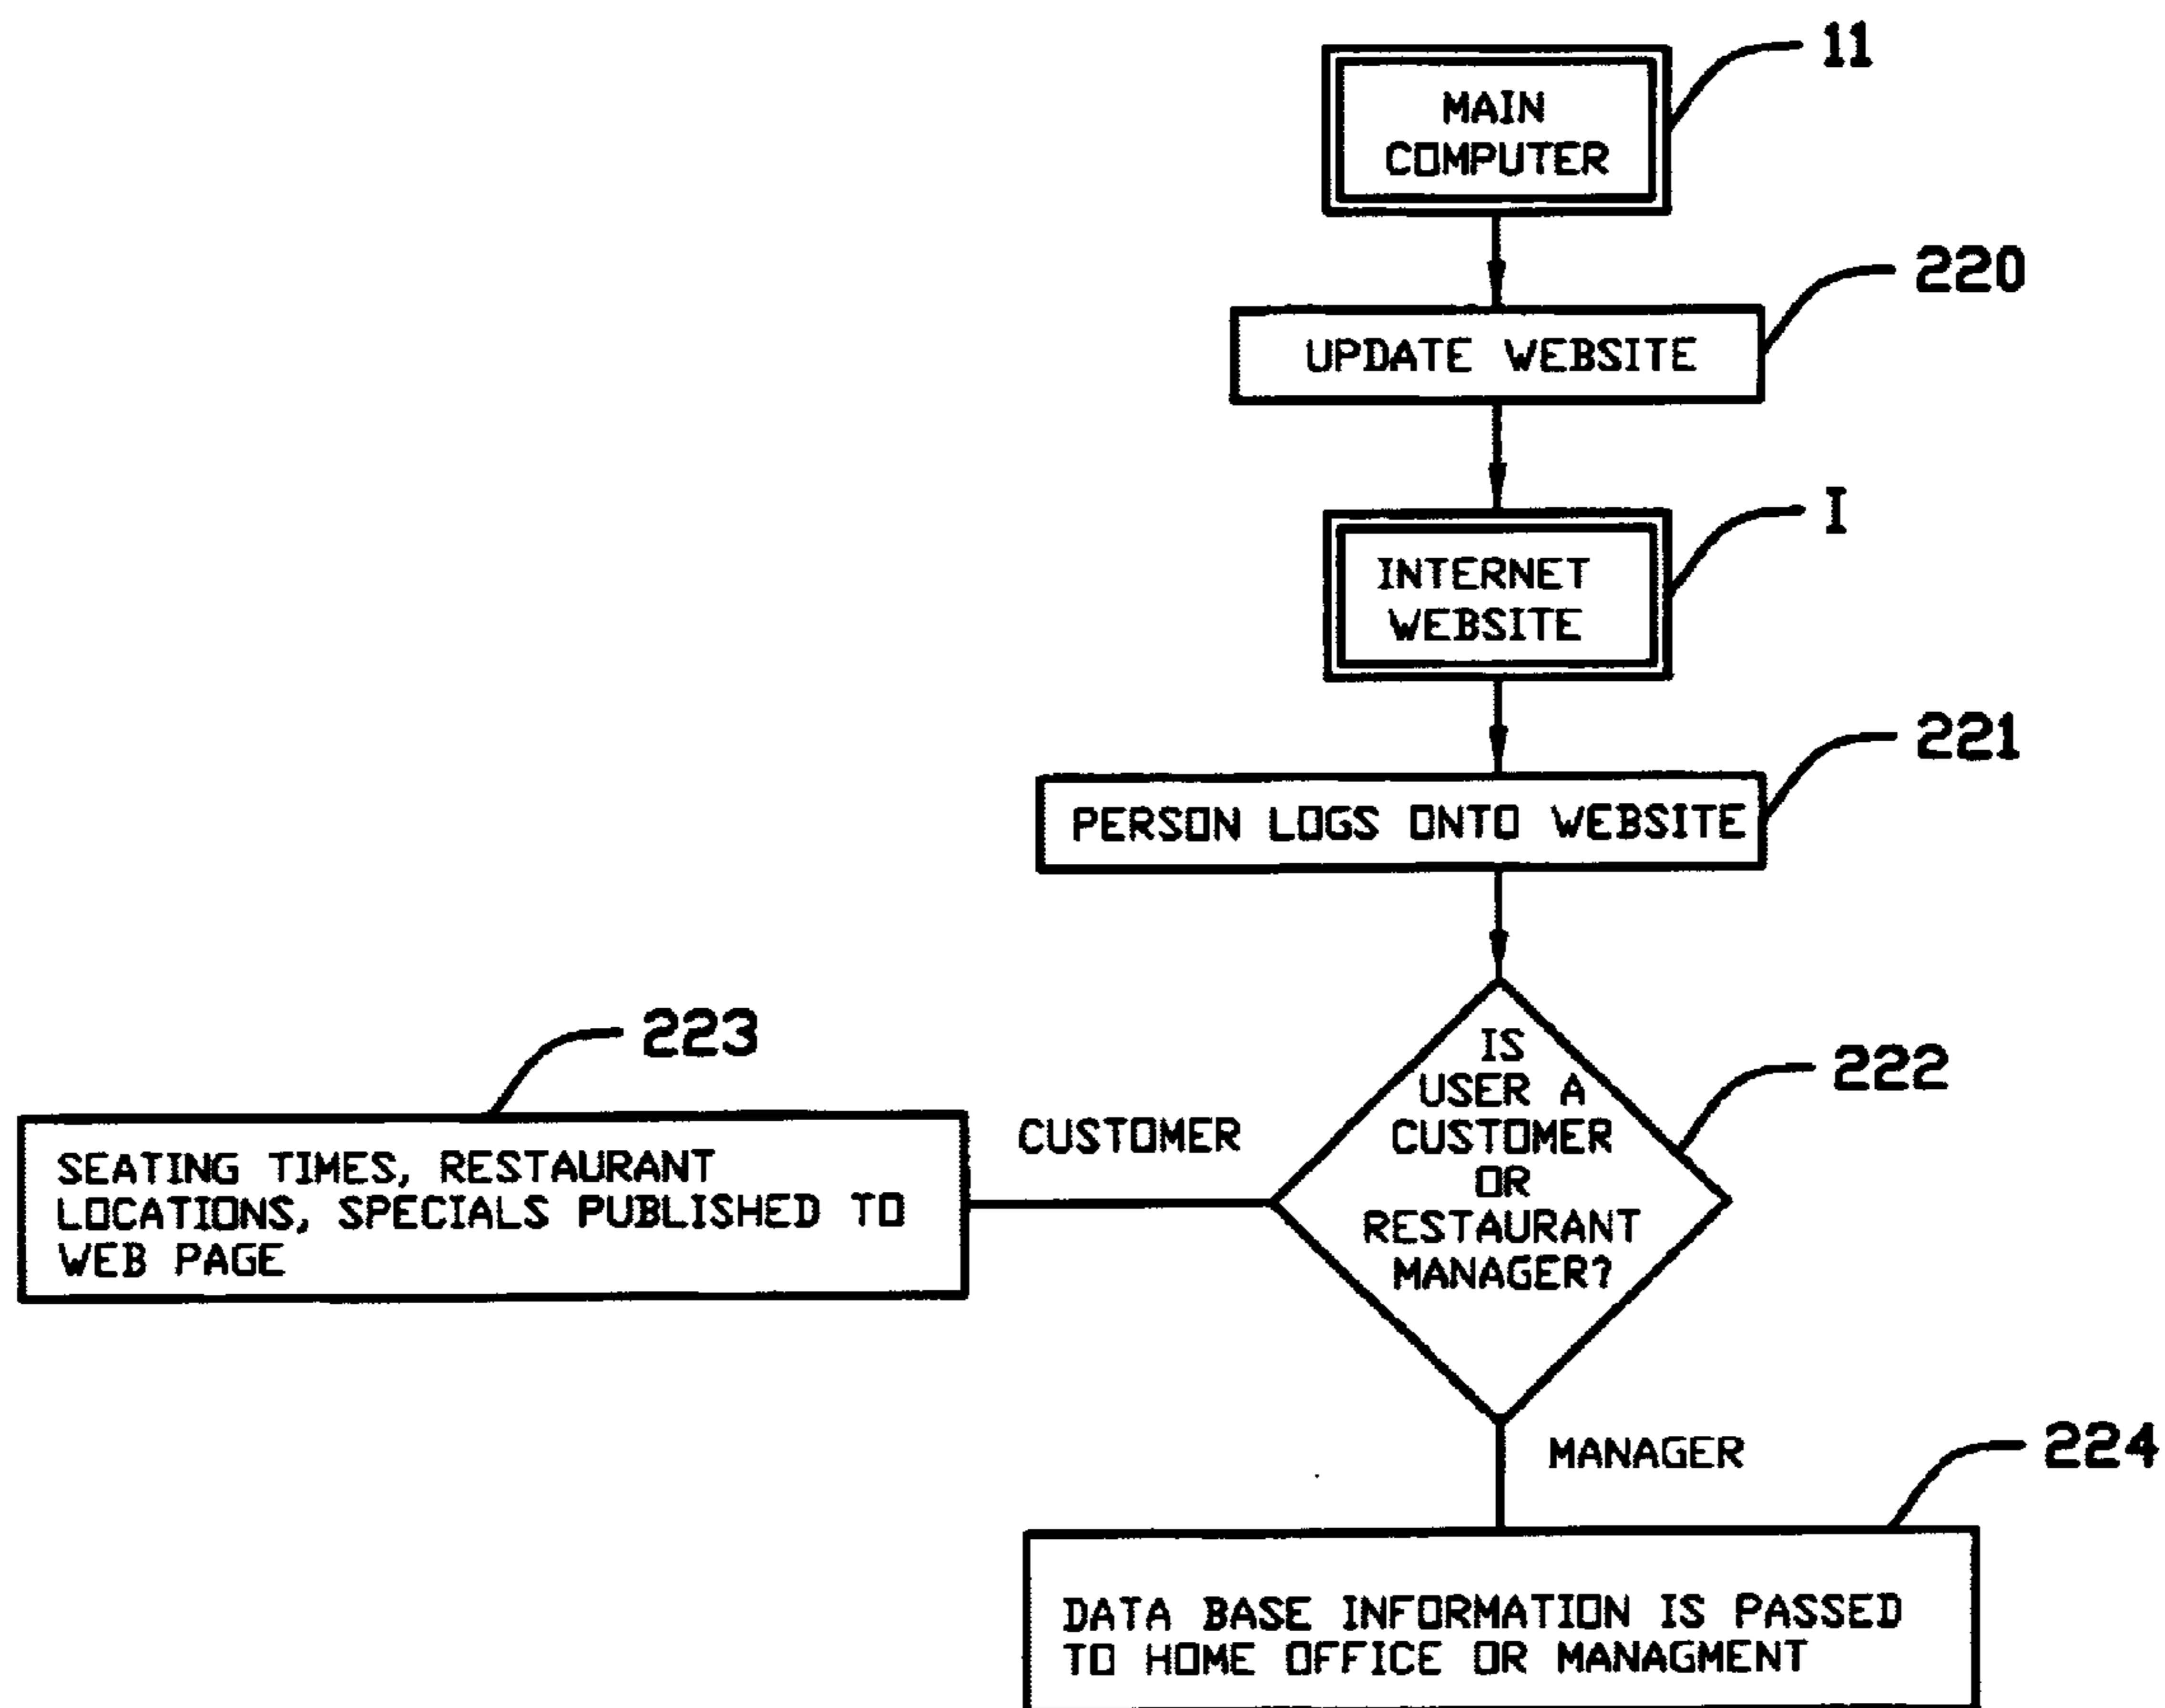 11
MAIN
COMPUTER
220
UPDATE WEBSITE
I
INTERNET
WEBSITE
221
PERSON LOGS ONTO WEBSITE
223
222
IS
USER A
CUSTOMER
OR
RESTAURANT
MANAGER?
CUSTOMER
SEATING TIMES, RESTAURANT
LOCATIONS, SPECIALS PUBLISHED TO
WEB PAGE
MANAGER
224
DATA BASE INFORMATION IS PASSED
TO HOME OFFICE OR MANAGMENT